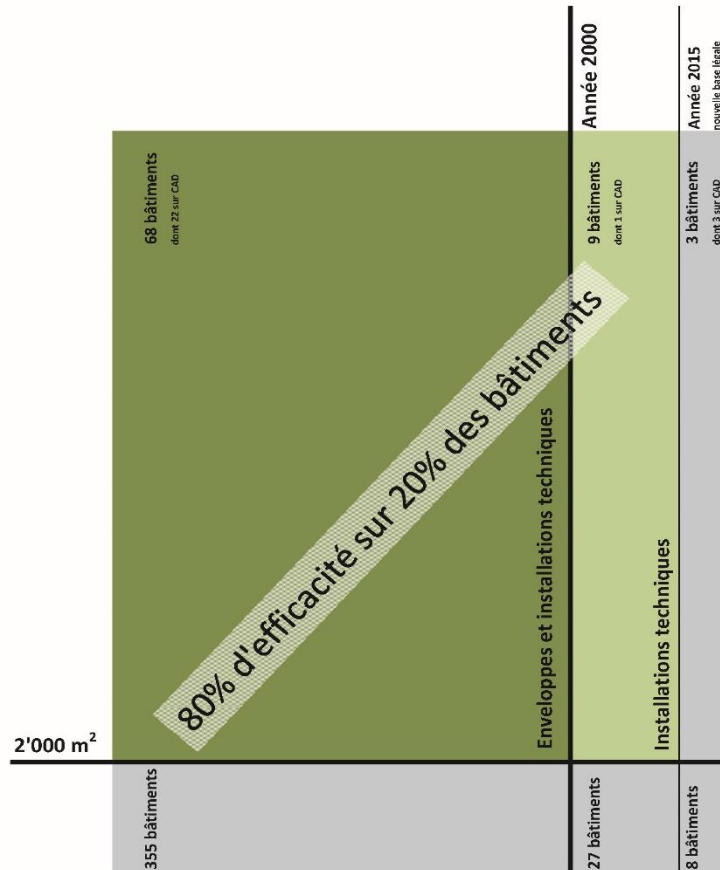 Année 2000
Année 2015
nouvelle base légale
68 bâtiments
dont 22 sur CAD
9 bâtiments
dont 1 sur CAD
3 bâtiments
dont 3 sur CAD
80% d'efficacité sur 20% des bâtiments
Enveloppes et installations techniques
Installations techniques
2'000 m²
355 bâtiments
27 bâtiments
8 bâtiments